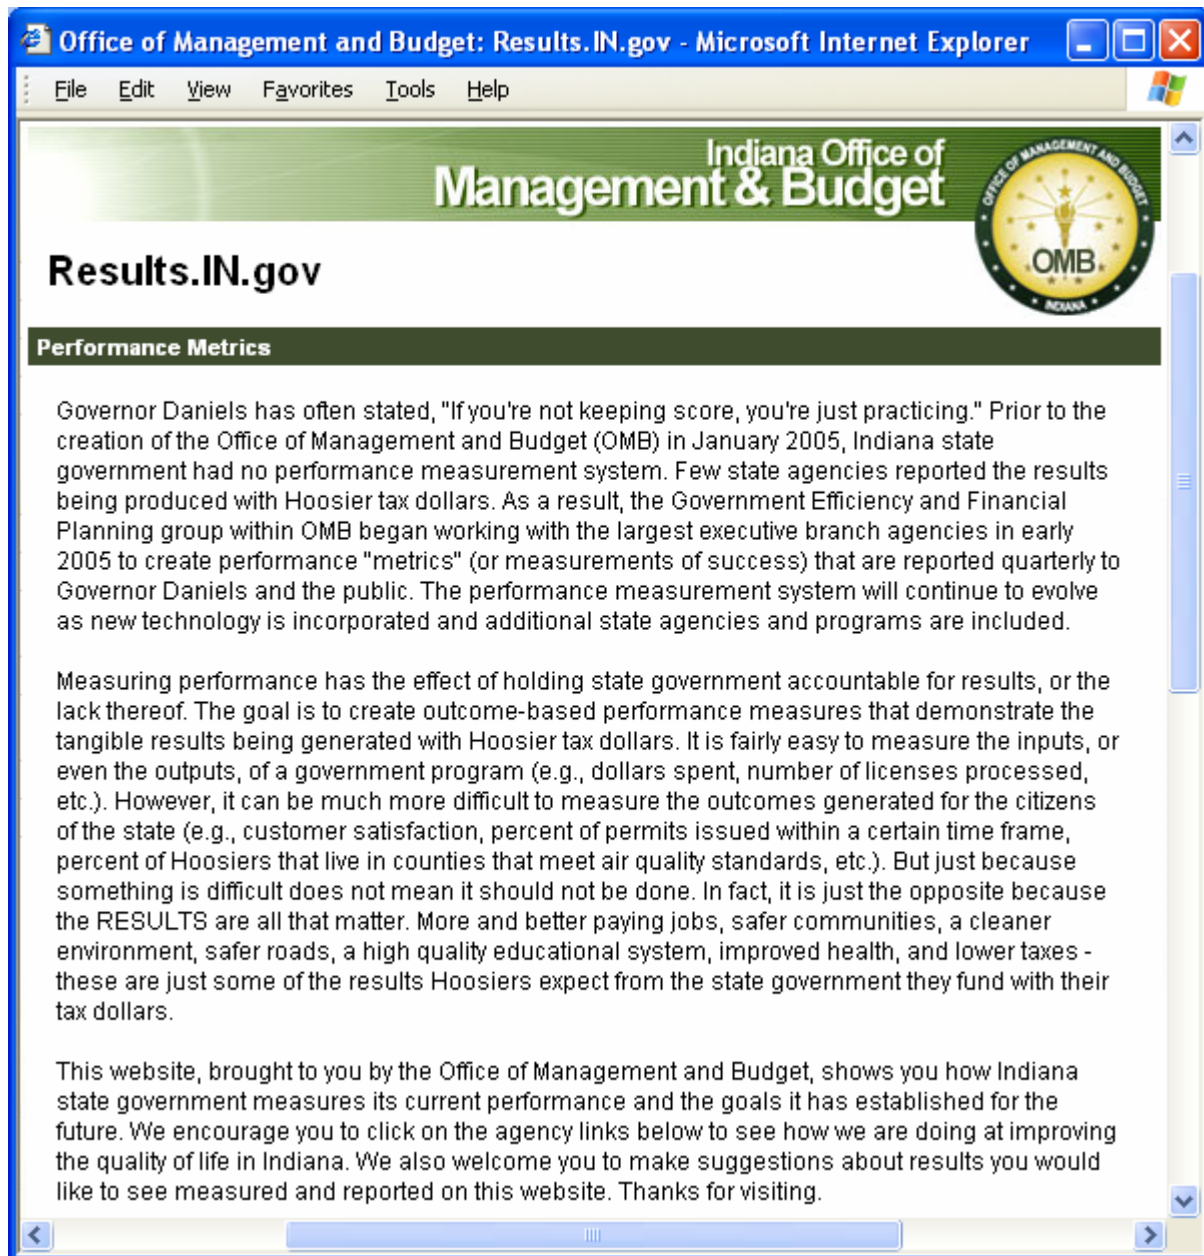 Office of Management and Budget: Results.IN.gov - Microsoft Internet Explorer
File Edit View Favorites Tools Help
Indiana Office of
Management & Budget
OFFICE OF MANAGEMENT AND BUDGET
OMB
INDIANA
Results.IN.gov
Performance Metrics
Governor Daniels has often stated, "If you're not keeping score, you're just practicing." Prior to the
creation of the Office of Management and Budget (OMB) in January 2005, Indiana state
government had no performance measurement system. Few state agencies reported the results
being produced with Hoosier tax dollars. As a result, the Government Efficiency and Financial
Planning group within OMB began working with the largest executive branch agencies in early
2005 to create performance "metrics" (or measurements of success) that are reported quarterly to
Governor Daniels and the public. The performance measurement system will continue to evolve
as new technology is incorporated and additional state agencies and programs are included.
Measuring performance has the effect of holding state government accountable for results, or the
lack thereof. The goal is to create outcome-based performance measures that demonstrate the
tangible results being generated with Hoosier tax dollars. It is fairly easy to measure the inputs, or
even the outputs, of a government program (e.g., dollars spent, number of licenses processed,
etc.). However, it can be much more difficult to measure the outcomes generated for the citizens
of the state (e.g., customer satisfaction, percent of permits issued within a certain time frame,
percent of Hoosiers that live in counties that meet air quality standards, etc.). But just because
something is difficult does not mean it should not be done. In fact, it is just the opposite because
the RESULTS are all that matter. More and better paying jobs, safer communities, a cleaner
environment, safer roads, a high quality educational system, improved health, and lower taxes -
these are just some of the results Hoosiers expect from the state government they fund with their
tax dollars.
This website, brought to you by the Office of Management and Budget, shows you how Indiana
state government measures its current performance and the goals it has established for the
future. We encourage you to click on the agency links below to see how we are doing at improving
the quality of life in Indiana. We also welcome you to make suggestions about results you would
like to see measured and reported on this website. Thanks for visiting.